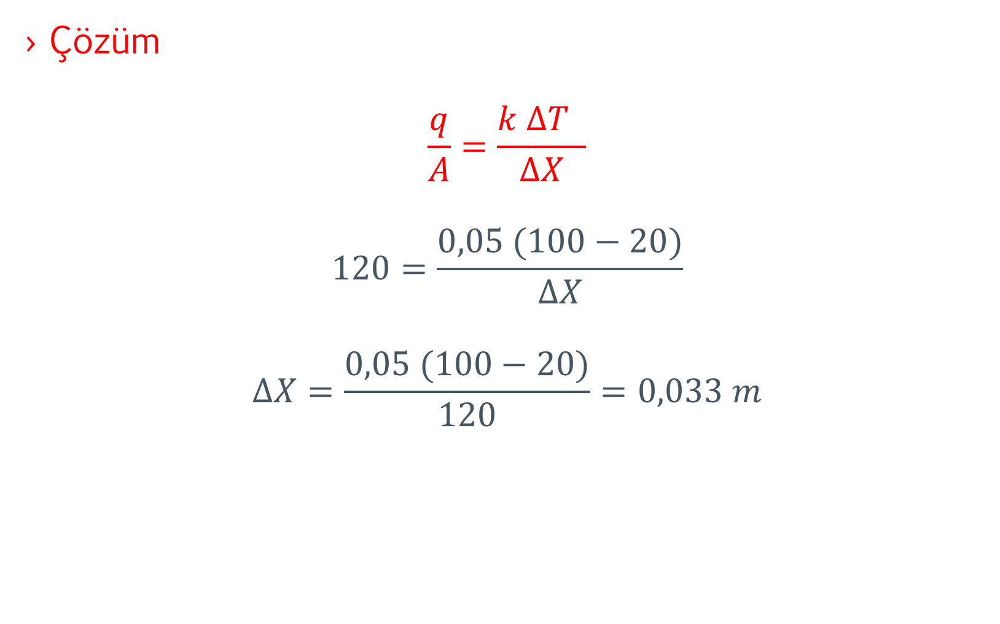 › Çözüm
q/A = k ΔT/ΔX
120 = 0,05 (100 − 20)/ΔX
ΔX = 0,05 (100 − 20)/120 = 0,033 m